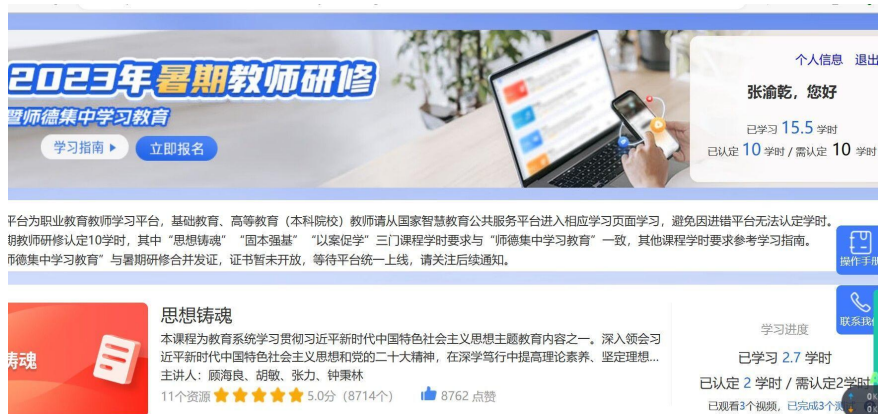 个人信息 退出
2023年暑期教师研修
暨师德集中学习教育
学习指南
立即报名
张渝乾，您好
已学习 15.5 学时
已认定 10 学时 / 需认定 10 学时
平台为职业教育教师学习平台，基础教育、高等教育（本科院校）教师请从国家智慧教育公共服务平台进入相应学习页面学习，避免因进错平台无法认定学时。
期教师研修认定10学时，其中“思想铸魂”“固本强基”“以案促学”三门课程学时要求与“师德集中学习教育”一致，其他课程学时要求参考学习指南。
师德集中学习教育”与暑期研修合并发证，证书暂未开放，等待平台统一上线，请关注后续通知。
操作手册
联系我们
铸魂
思想铸魂
本课程为教育系统学习贯彻习近平新时代中国特色社会主义思想主题教育内容之一。深入领会习
近平新时代中国特色社会主义思想和党的二十大精神，在深学笃行中提高理论素养、坚定理想...
主讲人：顾海良、胡敏、张力、钟秉林
11个资源 5.0分（8714个） 8762 点赞
学习进度
已学习 2.7 学时
已认定 2 学时 / 需认定2学时
已观看3个视频，已完成3个测